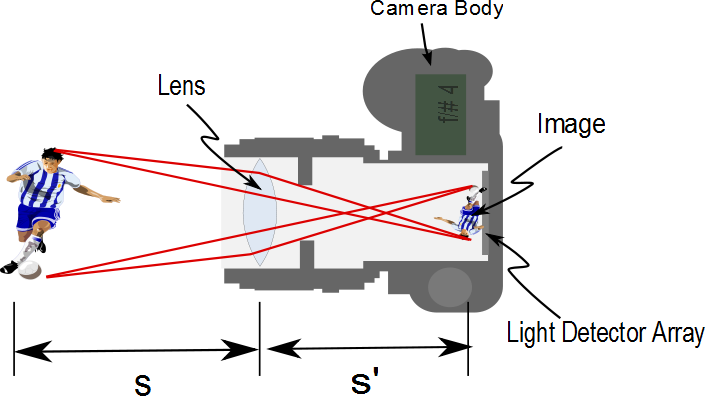 Camera Body
Lens
f/# 4
Image
Light Detector Array
S
S'